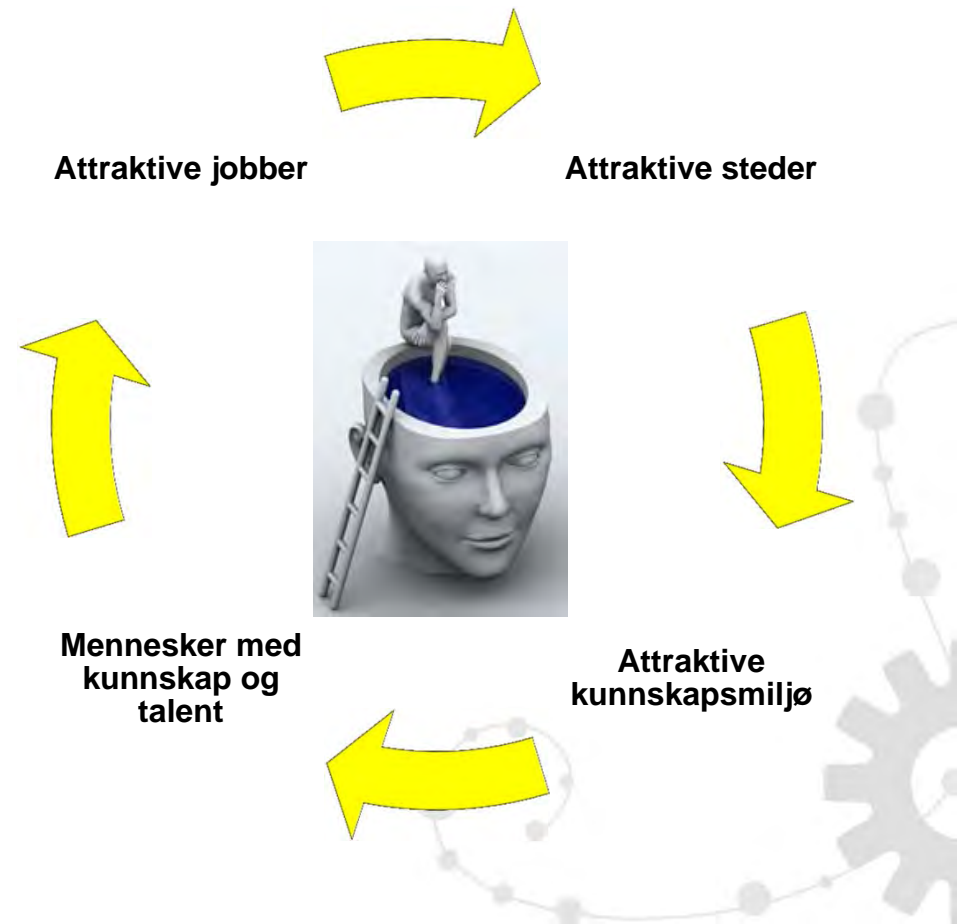 Attraktive jobber
Attraktive steder
Mennesker med
kunnskap og
talent
Attraktive
kunnskapsmiljø